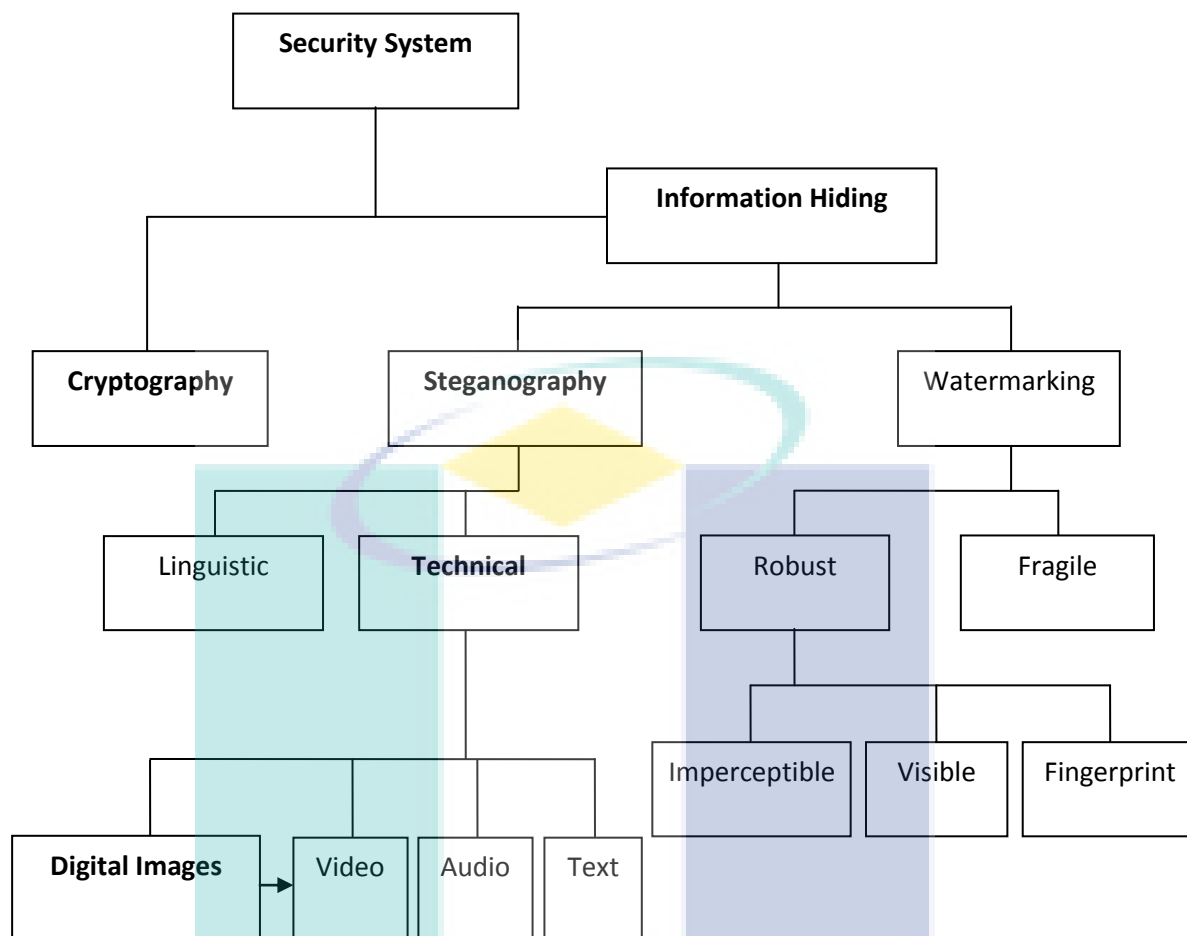 Security System
Information Hiding
Cryptography
Steganography
Watermarking
Linguistic
Technical
Robust
Fragile
Imperceptible
Visible
Fingerprint
Digital Images
Video
Audio
Text